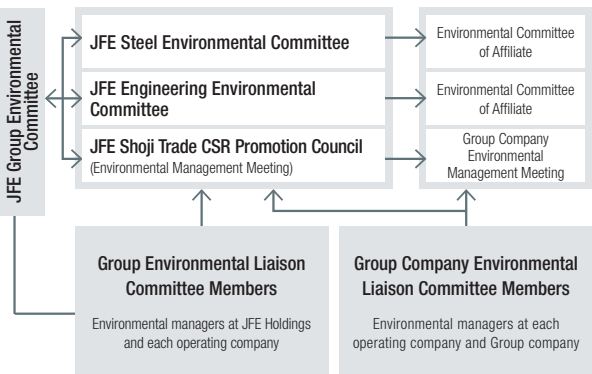 JFE Group Environmental
Committee
JFE Steel Environmental Committee
Environmental Committee
of Affiliate
JFE Engineering Environmental
Committee
Environmental Committee
of Affiliate
JFE Shoji Trade CSR Promotion Council
(Environmental Management Meeting)
Group Company
Environmental
Management Meeting
Group Environmental Liaison
Committee Members
Environmental managers at JFE Holdings
and each operating company
Group Company Environmental
Liaison Committee Members
Environmental managers at each
operating company and Group company